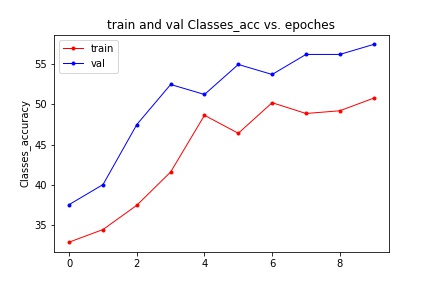 train and val Classes_acc vs. epoches
train
val
Classes_accuracy
55
50
45
40
35
0 2 4 6 8